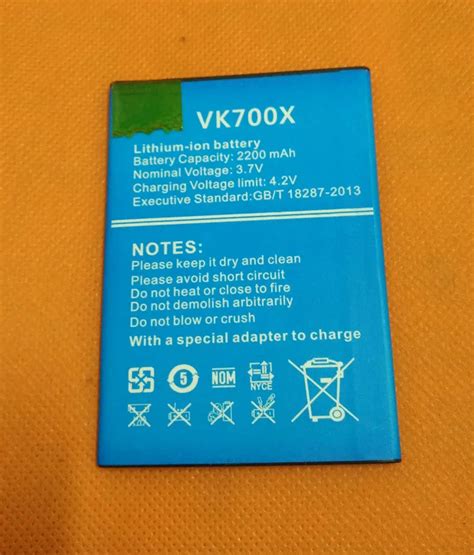 VK700X
Lithium-ion battery
Battery Capacity: 2200 mAh
Nominal Voltage: 3.7V
Charging Voltage limit: 4.2V
Executive Standard:GB/T 18287-2013
NOTES:
Please keep it dry and clean
Please avoid short circuit
Do not heat or close to fire
Do not demolish arbitrarily
Do not blow or crush
With a special adapter to charge
5
NOM
NYCE